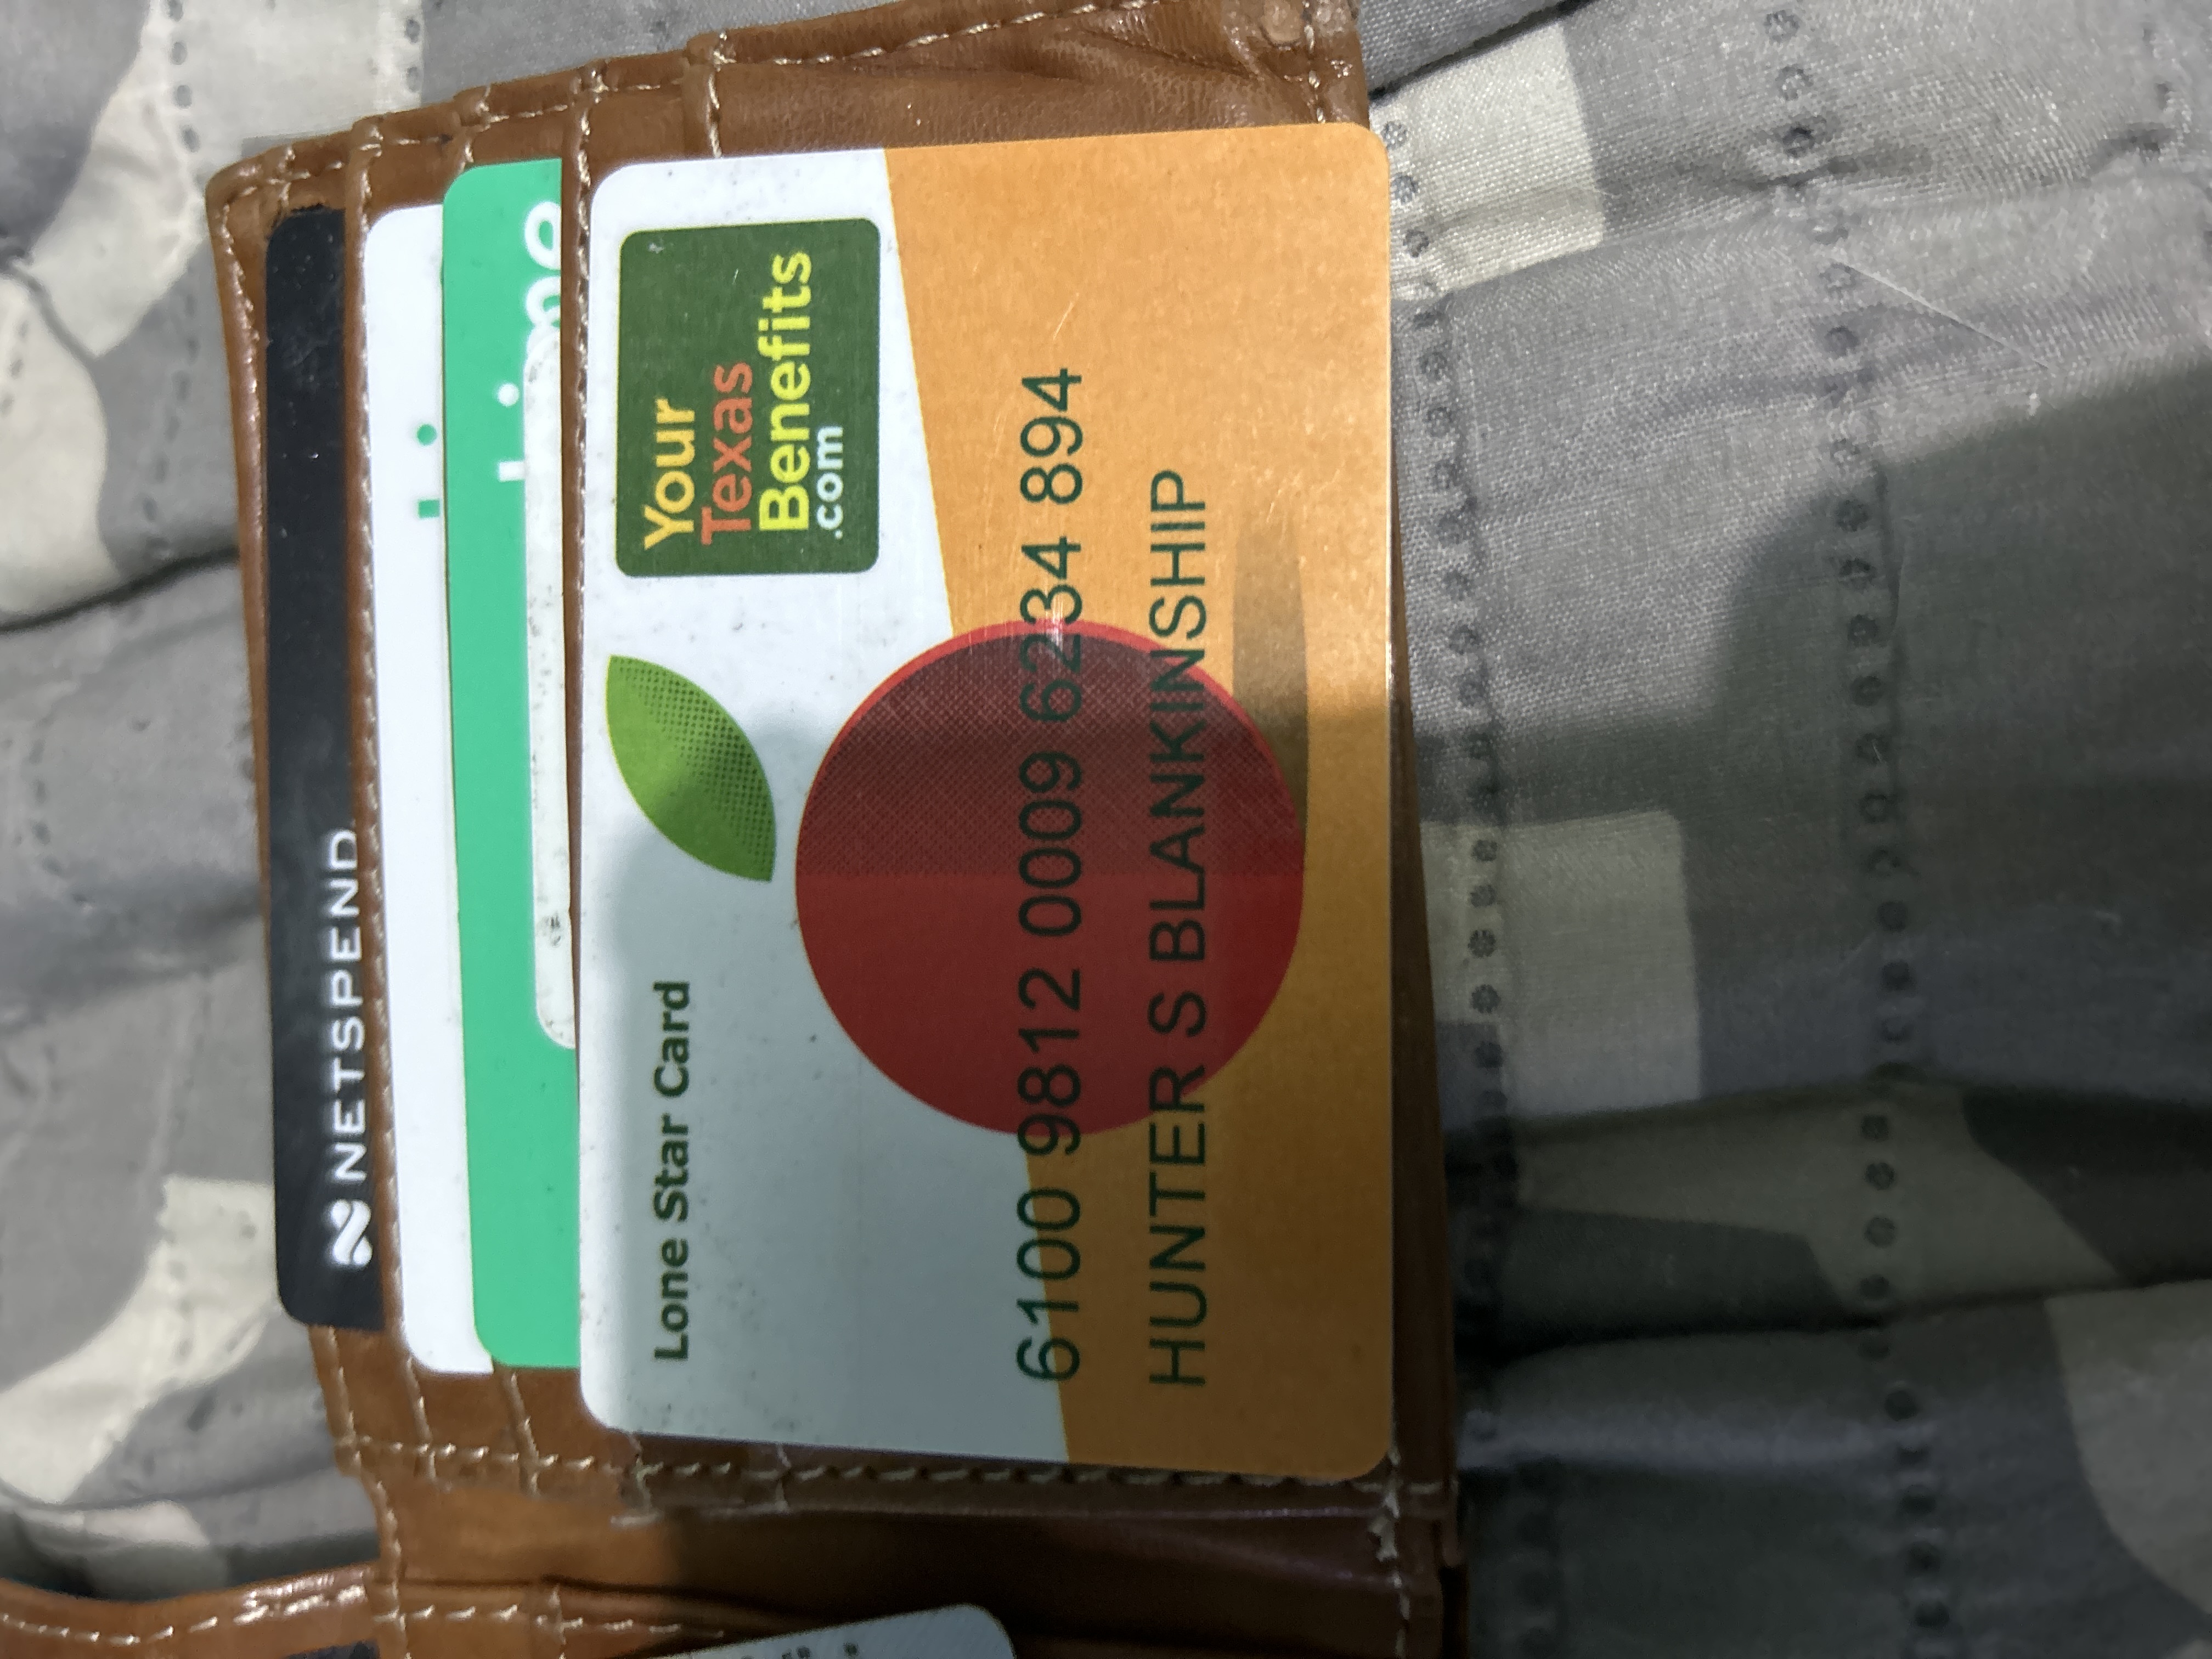 NETSPEND
Lone Star Card
Your
Texas
Benefits
.com
6100 9812 0009 6234 894
HUNTER S BLANKINSHIP